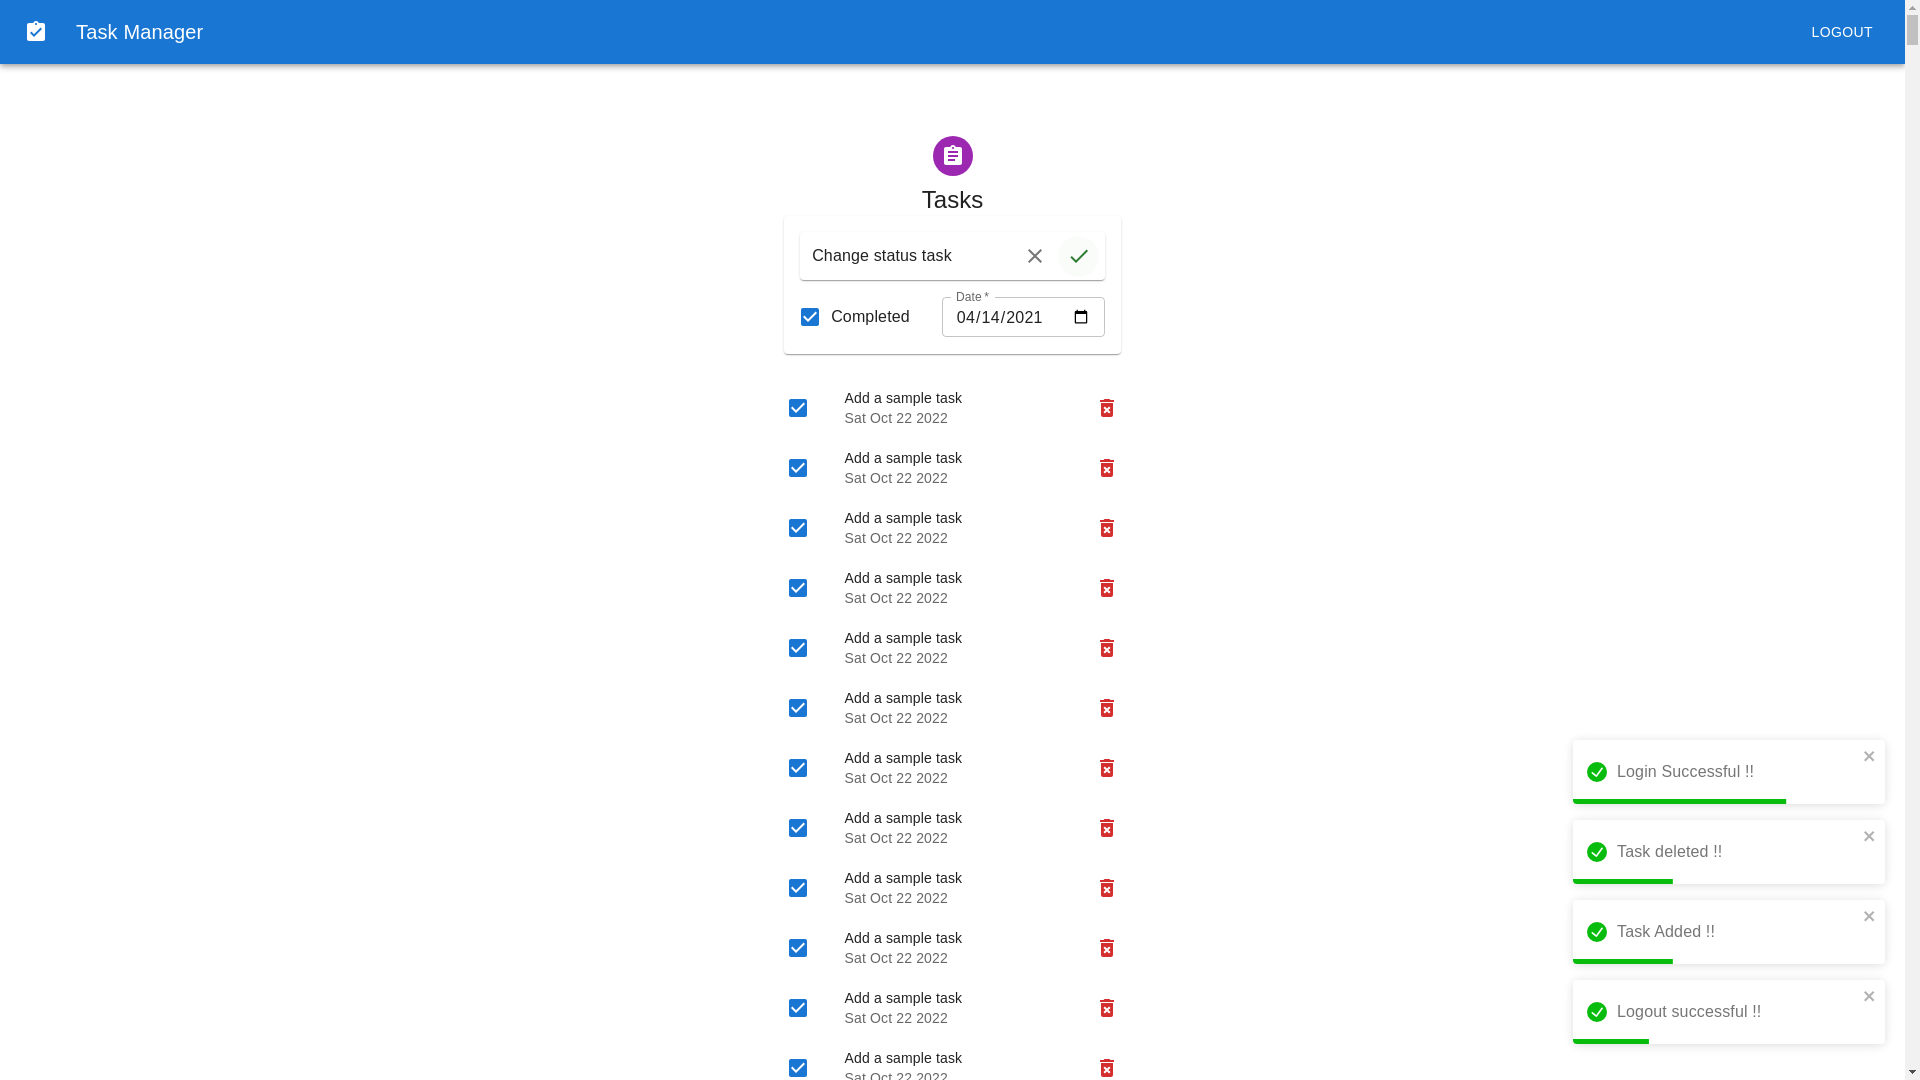 Task Manager
LOGOUT
Tasks
Change status task
Completed
Date *
04/14/2021
Add a sample task
Sat Oct 22 2022
Add a sample task
Sat Oct 22 2022
Add a sample task
Sat Oct 22 2022
Add a sample task
Sat Oct 22 2022
Add a sample task
Sat Oct 22 2022
Add a sample task
Sat Oct 22 2022
Add a sample task
Sat Oct 22 2022
Add a sample task
Sat Oct 22 2022
Add a sample task
Sat Oct 22 2022
Add a sample task
Sat Oct 22 2022
Add a sample task
Sat Oct 22 2022
Add a sample task
Sat Oct 22 2022
Login Successful !!
Task deleted !!
Task Added !!
Logout successful !!